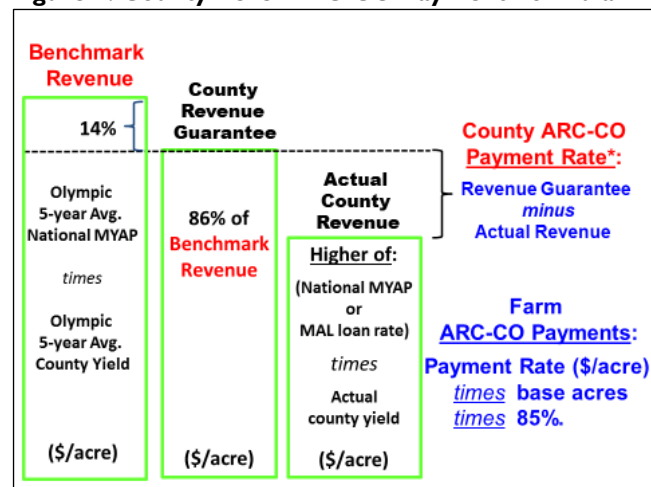 Benchmark
Revenue
14%
Olympic
5-year Avg.
National MYAP
times
Olympic
5-year Avg.
County Yield
($/acre)
County
Revenue
Guarantee
86% of
Benchmark
Revenue
($/acre)
Actual
County
Revenue
Higher of:
(National MYAP
or
MAL loan rate)
times
Actual
county yield
($/acre)
County ARC-CO
Payment Rate*:
Revenue Guarantee
minus
Actual Revenue
Farm
ARC-CO Payments:
Payment Rate ($/acre)
times base acres
times 85%.